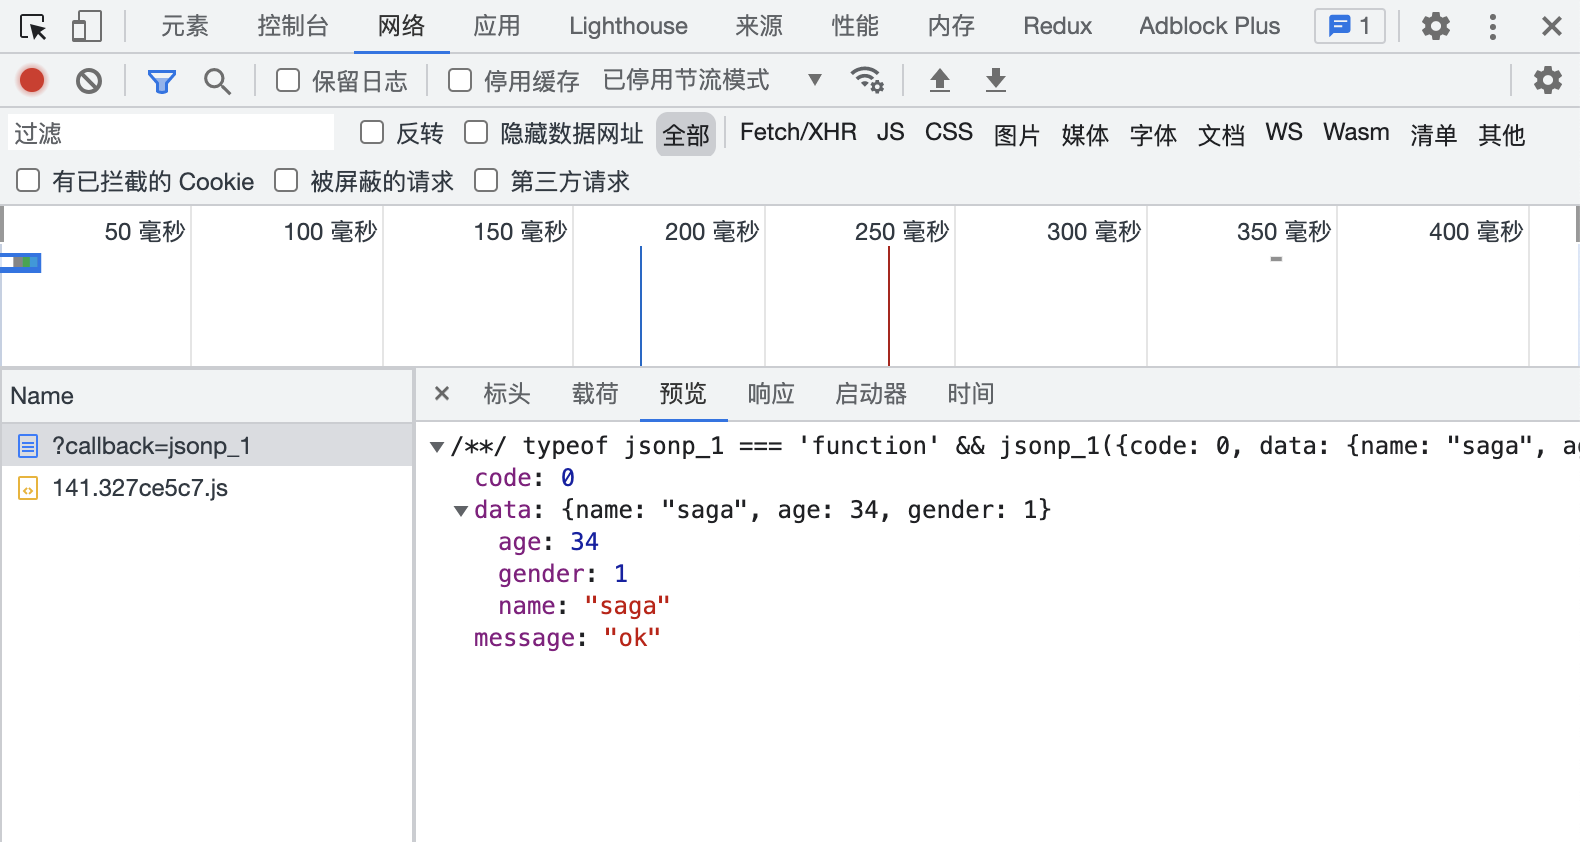 元素 控制台 网络 应用 Lighthouse 来源 性能 内存 Redux Adblock Plus 1
保留日志 停用缓存 已停用节流模式
过滤 反转 隐藏数据网址 全部 Fetch/XHR JS CSS 图片 媒体 字体 文档 WS Wasm 清单 其他
有已拦截的 Cookie 被屏蔽的请求 第三方请求
50 毫秒 100 毫秒 150 毫秒 200 毫秒 250 毫秒 300 毫秒 350 毫秒 400 毫秒
Name
?callback=jsonp_1
141.327ce5c7.js
标头 载荷 预览 响应 启动器 时间
/**/ typeof jsonp_1 === 'function' && jsonp_1({code: 0, data: {name: "saga", ag
code: 0
data: {name: "saga", age: 34, gender: 1}
age: 34
gender: 1
name: "saga"
message: "ok"